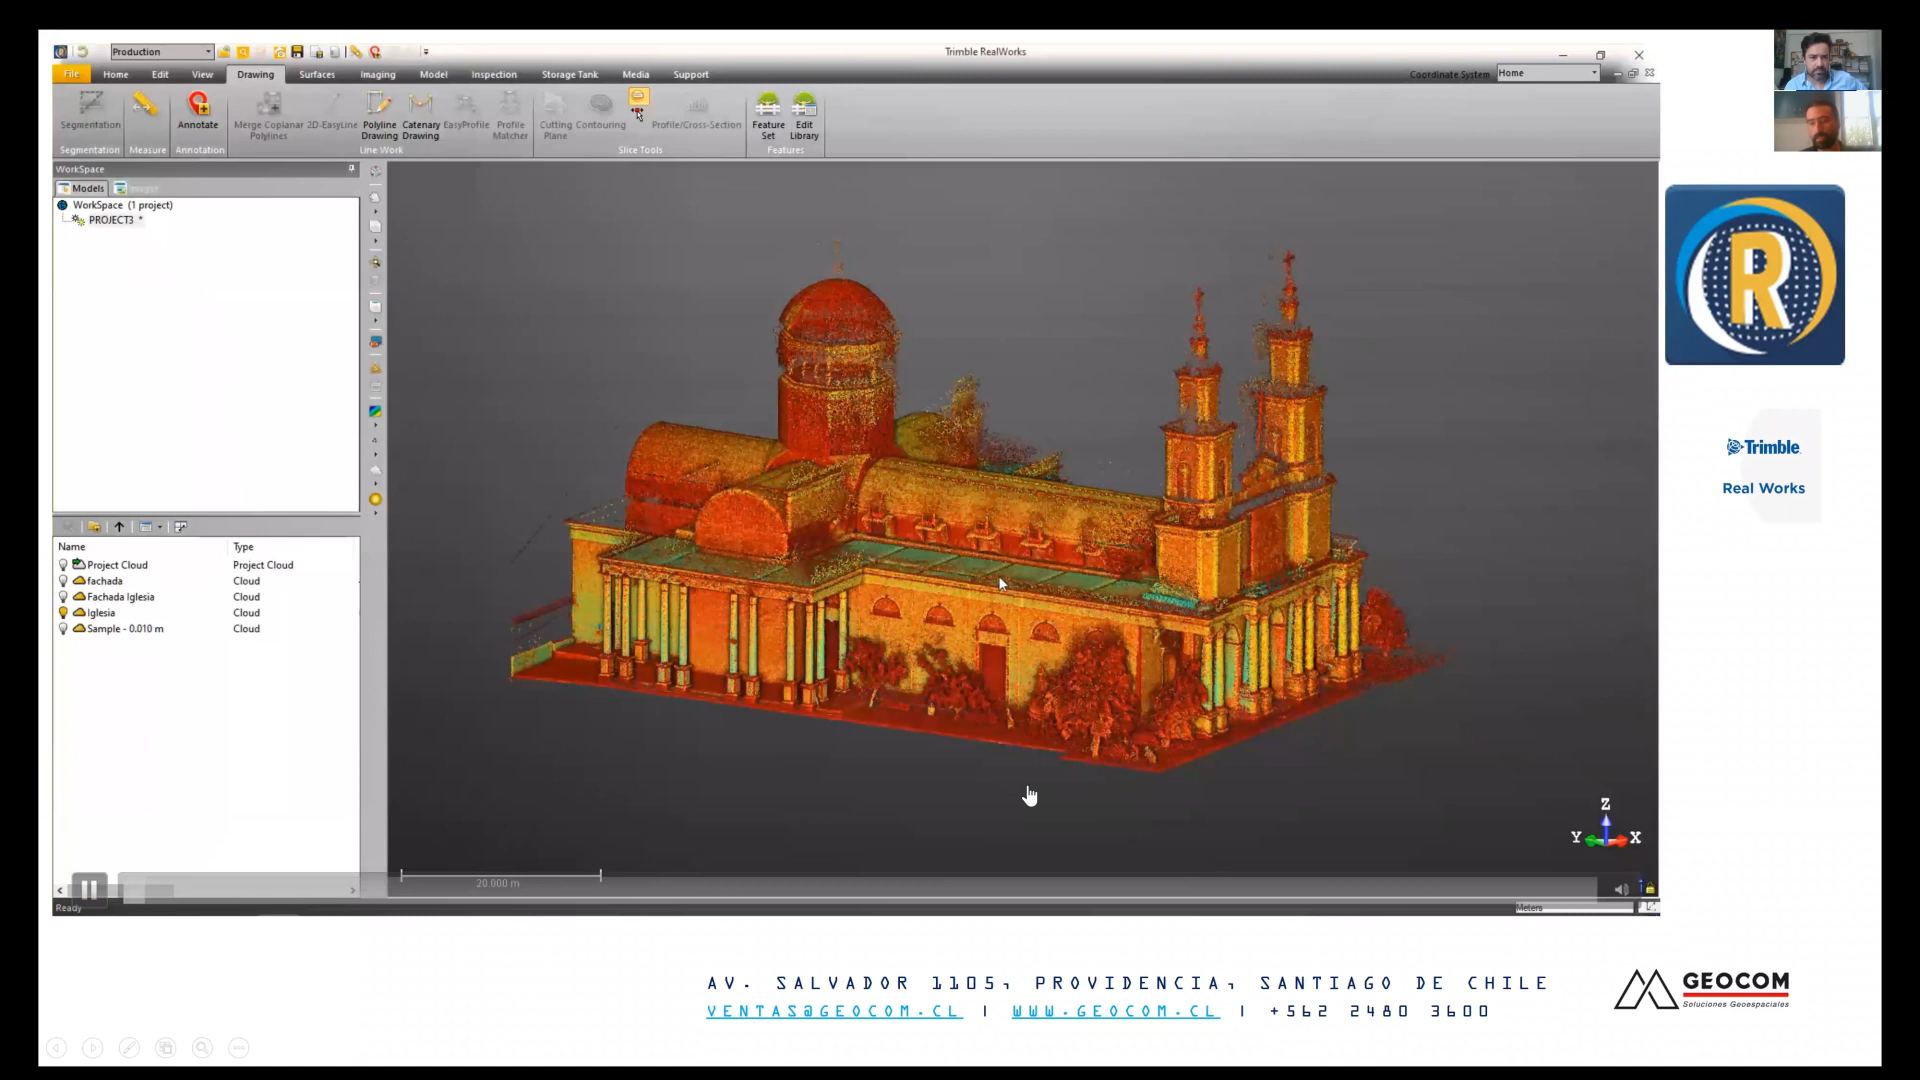 Production
Trimble RealWorks
File Home Edit View Drawing Surfaces Imaging Model Inspection Storage Tank Media Support
Coordinate System Home
Segmentation Annotate Merge Coplanar Polylines 2D-EasyLine Polyline Drawing Catenary Drawing EasyProfile Profile Matcher Cutting Plane Contouring Profile/Cross-Section Feature Set Edit Library
Segmentation Measure Annotation Line Work Slice Tools Features
WorkSpace
Models Images
WorkSpace (1 project)
PROJECT3 *
R
Trimble
Real Works
Name Type
Project Cloud Project Cloud
fachada Cloud
Fachada Iglesia Cloud
Iglesia Cloud
Sample - 0.010 m Cloud
Z
Y X
20.000 m
Ready
Meters
AV. SALVADOR 1105, PROVIDENCIA, SANTIAGO DE CHILE
VENTAS@GEOCOM.CL | WWW.GEOCOM.CL | +562 2480 3600
GEOCOM
Soluciones Geoespaciales